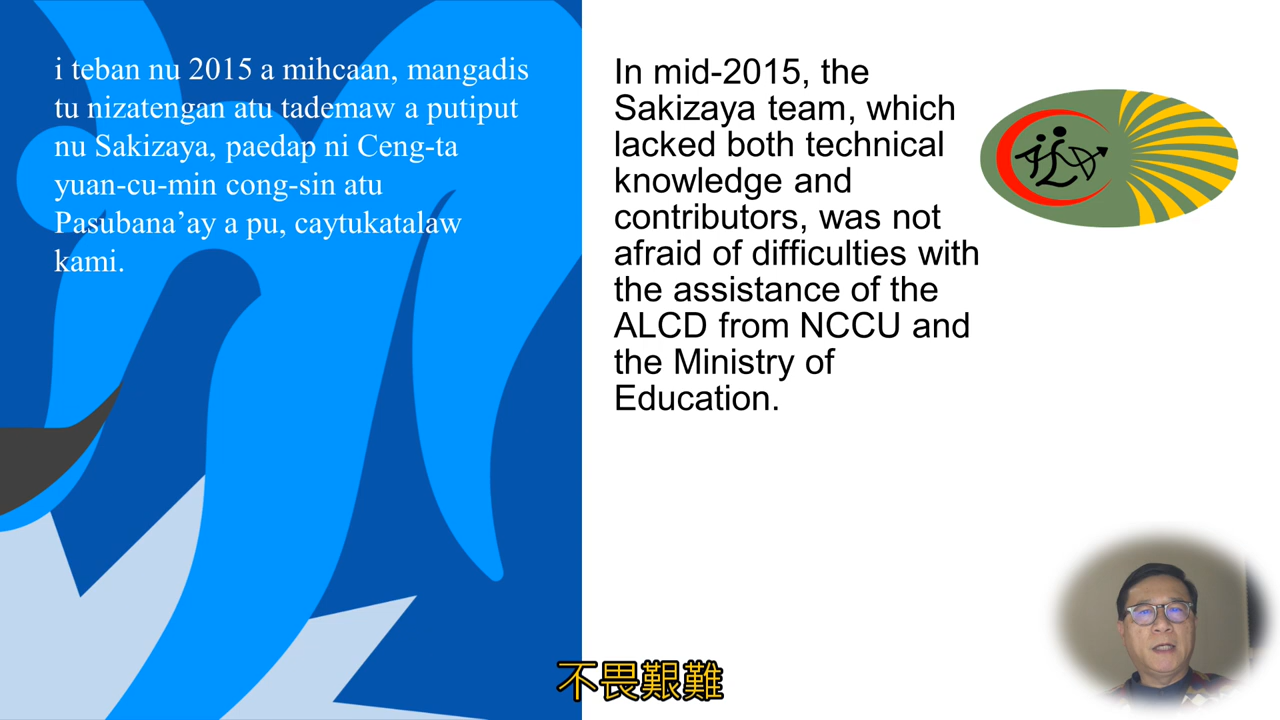 i teban nu 2015 a mihcaan, mangadis
tu nizatengan atu tademaw a putiput
nu Sakizaya, paedap ni Ceng-ta
yuan-cu-min cong-sin atu
Pasubana’ay a pu, caytukatalaw
kami.
In mid-2015, the
Sakizaya team, which
lacked both technical
knowledge and
contributors, was not
afraid of difficulties with
the assistance of the
ALCD from NCCU and
the Ministry of
Education.
不畏艱難